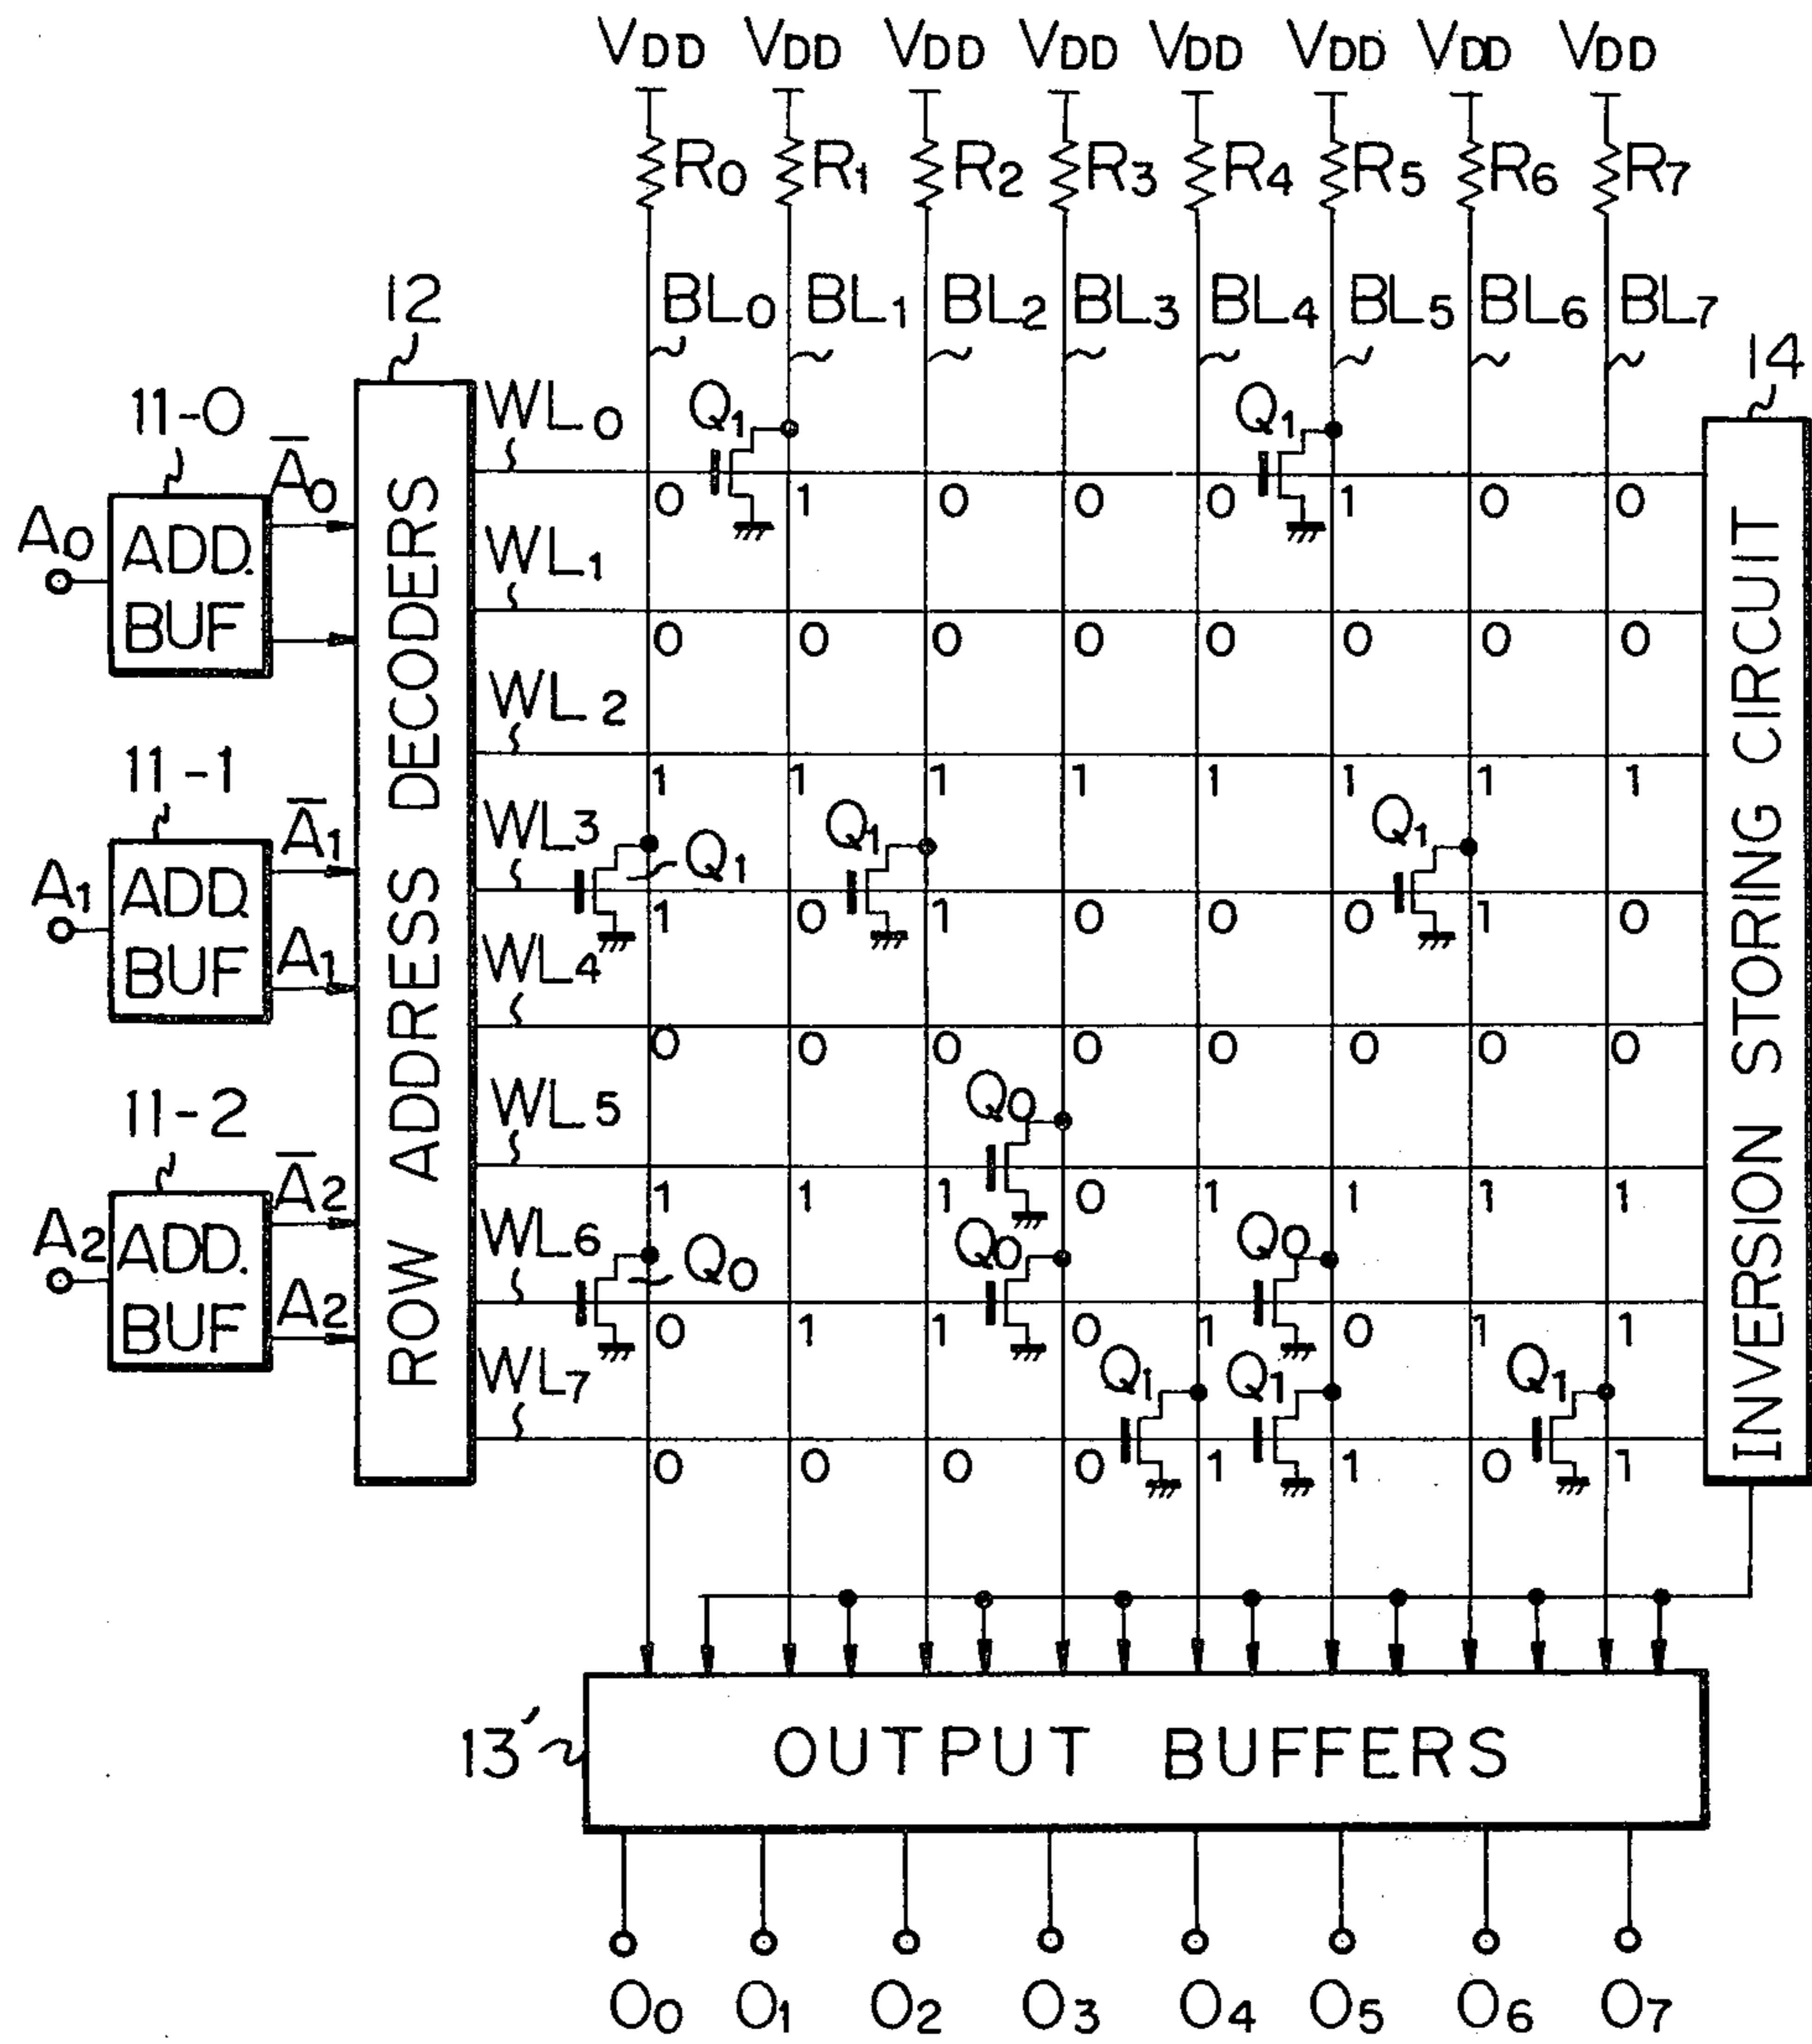 VDD VDD VDD VDD VDD VDD VDD VDD
R0 R1 R2 R3 R4 R5 R6 R7
BL0 BL1 BL2 BL3 BL4 BL5 BL6 BL7
12
14
11-0
A0
ADD.
BUF
Ā0
11-1
A1
ADD.
BUF
Ā1
A1
11-2
A2
ADD.
BUF
Ā2
A2
ROW ADDRESS DECODERS
WL0 Q1 Q1
0 1 0 0 0 1 0 0
WL1
0 0 0 0 0 0 0 0
WL2
1 1 1 1 1 1 1 1
WL3 Q1 Q1 Q1
1 0 1 0 0 0 1 0
WL4
0 0 0 0 0 0 0 0
WL5 Q0
1 1 1 0 1 1 1 1
WL6 Q0 Q0 Q0
0 1 1 0 1 0 1 1
WL7 Q1 Q1 Q1
0 0 0 0 1 1 0 1
INVERSION STORING CIRCUIT
13′
OUTPUT BUFFERS
O0 O1 O2 O3 O4 O5 O6 O7